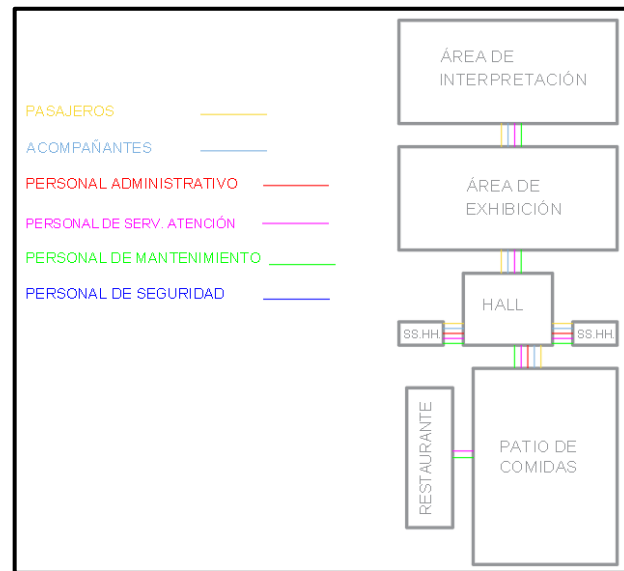 PASAJEROS
ACOMPAÑANTES
PERSONAL ADMINISTRATIVO
PERSONAL DE SERV. ATENCIÓN
PERSONAL DE MANTENIMIENTO
PERSONAL DE SEGURIDAD
ÁREA DE
INTERPRETACIÓN
ÁREA DE
EXHIBICIÓN
HALL
SS.HH.
SS.HH.
RESTAURANTE
PATIO DE
COMIDAS